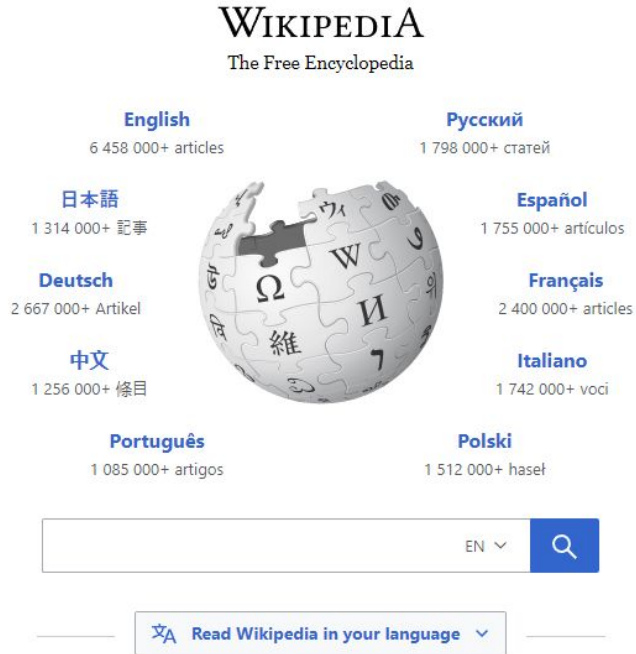 WIKIPEDIA
The Free Encyclopedia
English
6 458 000+ articles
Русский
1 798 000+ статей
日本語
1 314 000+ 記事
Español
1 755 000+ artículos
Deutsch
2 667 000+ Artikel
Français
2 400 000+ articles
中文
1 256 000+ 條目
Italiano
1 742 000+ voci
Português
1 085 000+ artigos
Polski
1 512 000+ haseł
Ω
W
И
維
ウィ
7
EN
Read Wikipedia in your language